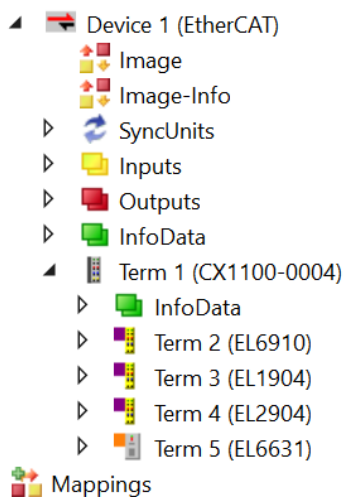 Device 1 (EtherCAT)
Image
Image-Info
SyncUnits
Inputs
Outputs
InfoData
Term 1 (CX1100-0004)
InfoData
Term 2 (EL6910)
Term 3 (EL1904)
Term 4 (EL2904)
Term 5 (EL6631)
Mappings